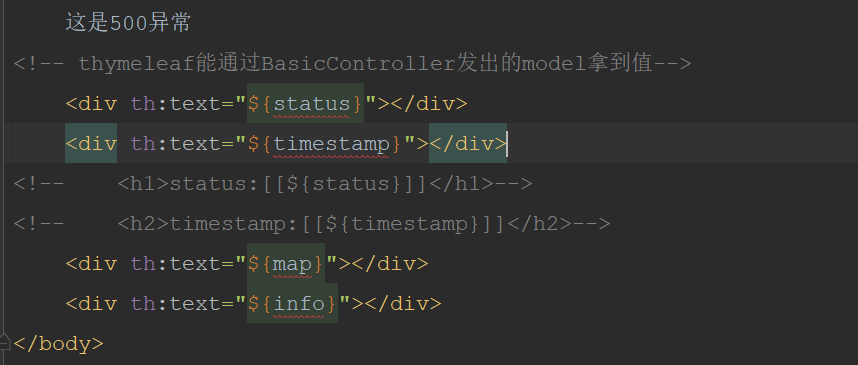 这是500异常
<!-- thymeleaf能通过BasicController发出的model拿到值-->
<div th:text="${status}"></div>
<div th:text="${timestamp}"></div>
<!--    <h1>status:[[${status}]]</h1>-->
<!--    <h2>timestamp:[[${timestamp}]]</h2>-->
<div th:text="${map}"></div>
<div th:text="${info}"></div>
</body>